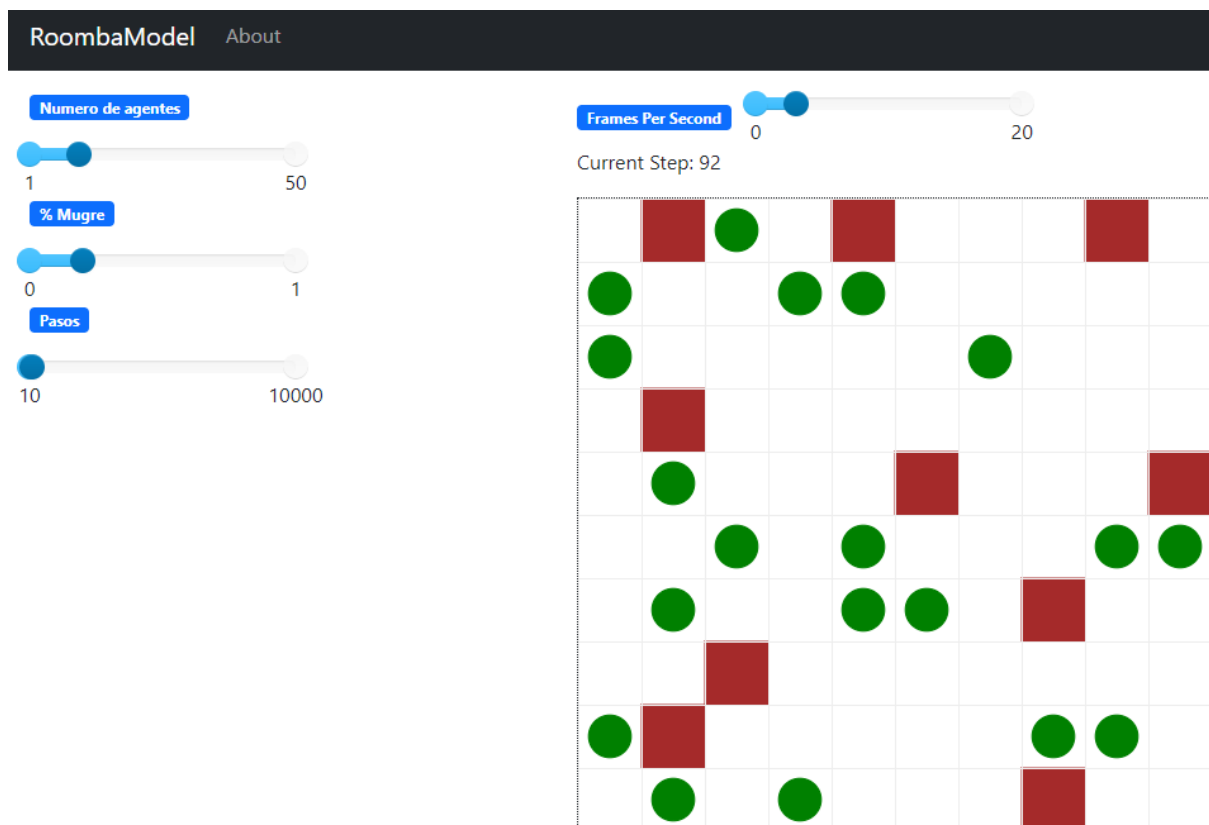 RoombaModel About
Numero de agentes
1 50
% Mugre
0 1
Pasos
10 10000
Frames Per Second
0 20
Current Step: 92